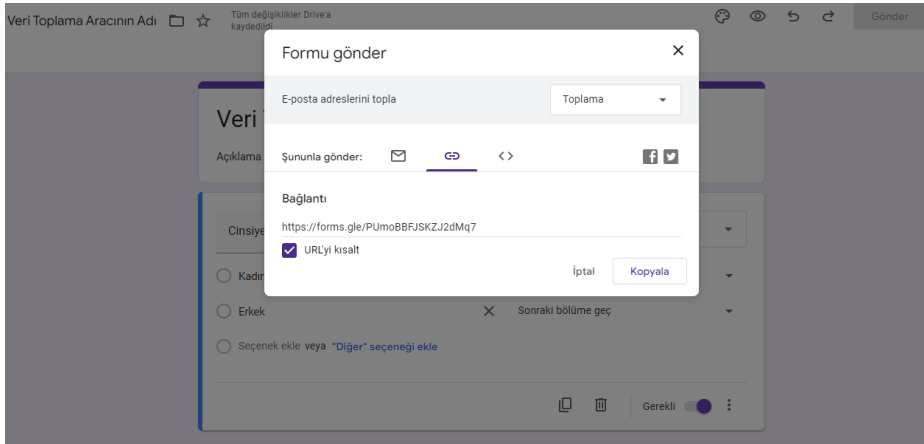 Veri Toplama Aracının Adı
Tüm değişiklikler Drive'a
kaydedildi
Gönder
Formu gönder
E-posta adreslerini topla
Toplama
Veri
Açıklama
Şununla gönder:
Bağlantı
https://forms.gle/PUmoBBFJSKZJ2dMq7
URL'yi kısalt
İptal
Kopyala
Cinsiye
Kadın
Erkek
Sonraki bölüme geç
Seçenek ekle veya "Diğer" seçeneği ekle
Gerekli